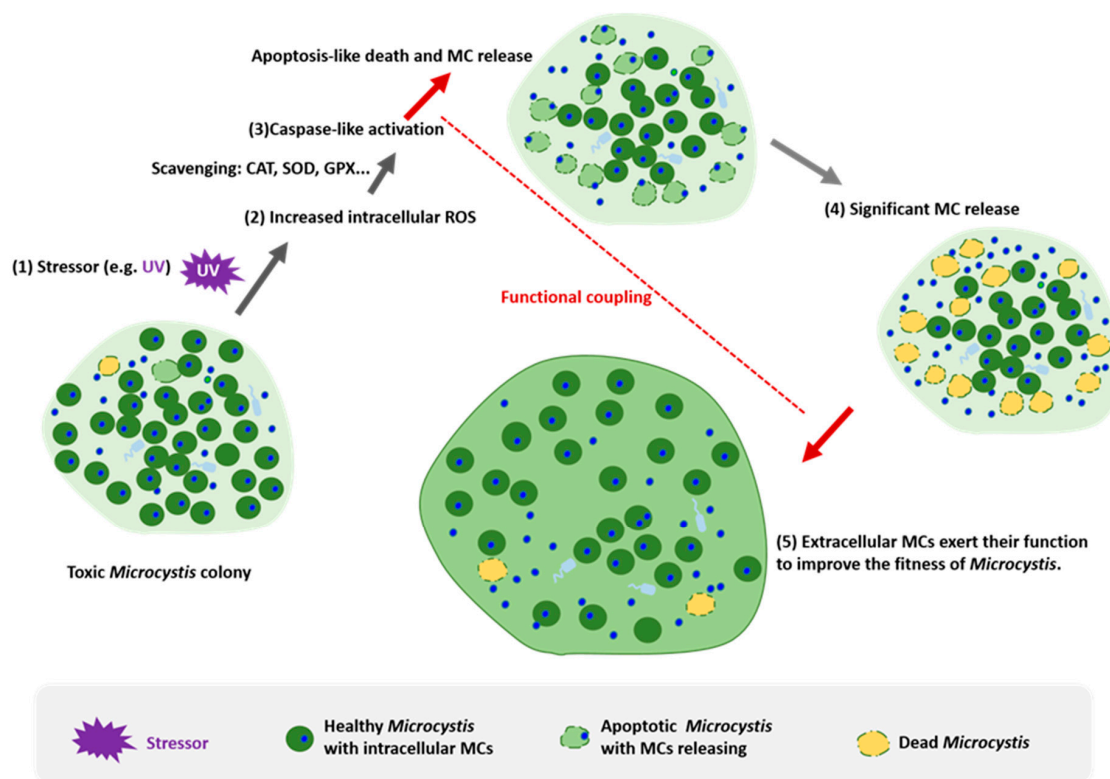 Apoptosis-like death and MC release
(3)Caspase-like activation
Scavenging: CAT, SOD, GPX...
(2) Increased intracellular ROS
(1) Stressor (e.g. UV)
UV
(4) Significant MC release
Functional coupling
(5) Extracellular MCs exert their function
to improve the fitness of Microcystis.
Toxic Microcystis colony
Stressor
Healthy Microcystis
with intracellular MCs
Apoptotic Microcystis
with MCs releasing
Dead Microcystis